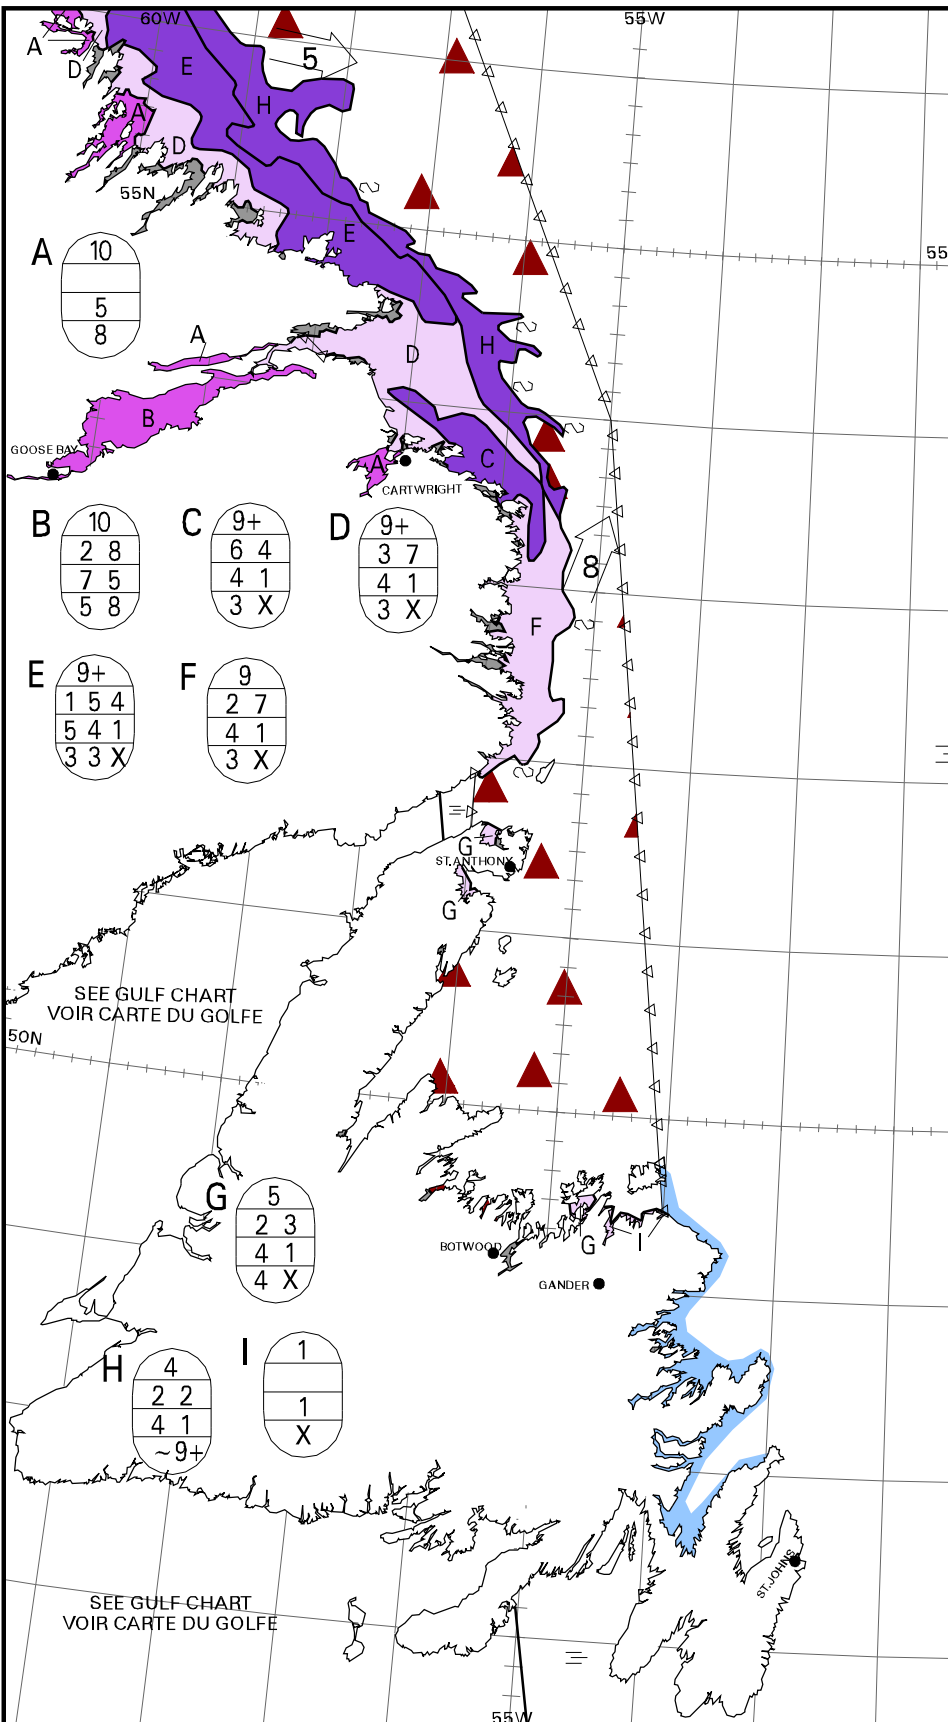 60W 55W
A
D
E
5
H
A
D
55N
E
55
A
10
5
8
A
D
H
B
GOOSE BAY
A
C
CARTWRIGHT
B
10
2 8
7 5
5 8
C
9+
6 4
4 1
3 X
D
9+
3 7
4 1
3 X
8
F
E
9+
1 5 4
5 4 1
3 3 X
F
9
2 7
4 1
3 X
G
ST.ANTHONY
G
SEE GULF CHART
VOIR CARTE DU GOLFE
50N
G
5
2 3
4 1
4 X
BOTWOOD
G
I
GANDER
H
4
2 2
4 1
~9+
I
1
1
X
ST.JOHNS
SEE GULF CHART
VOIR CARTE DU GOLFE
55W